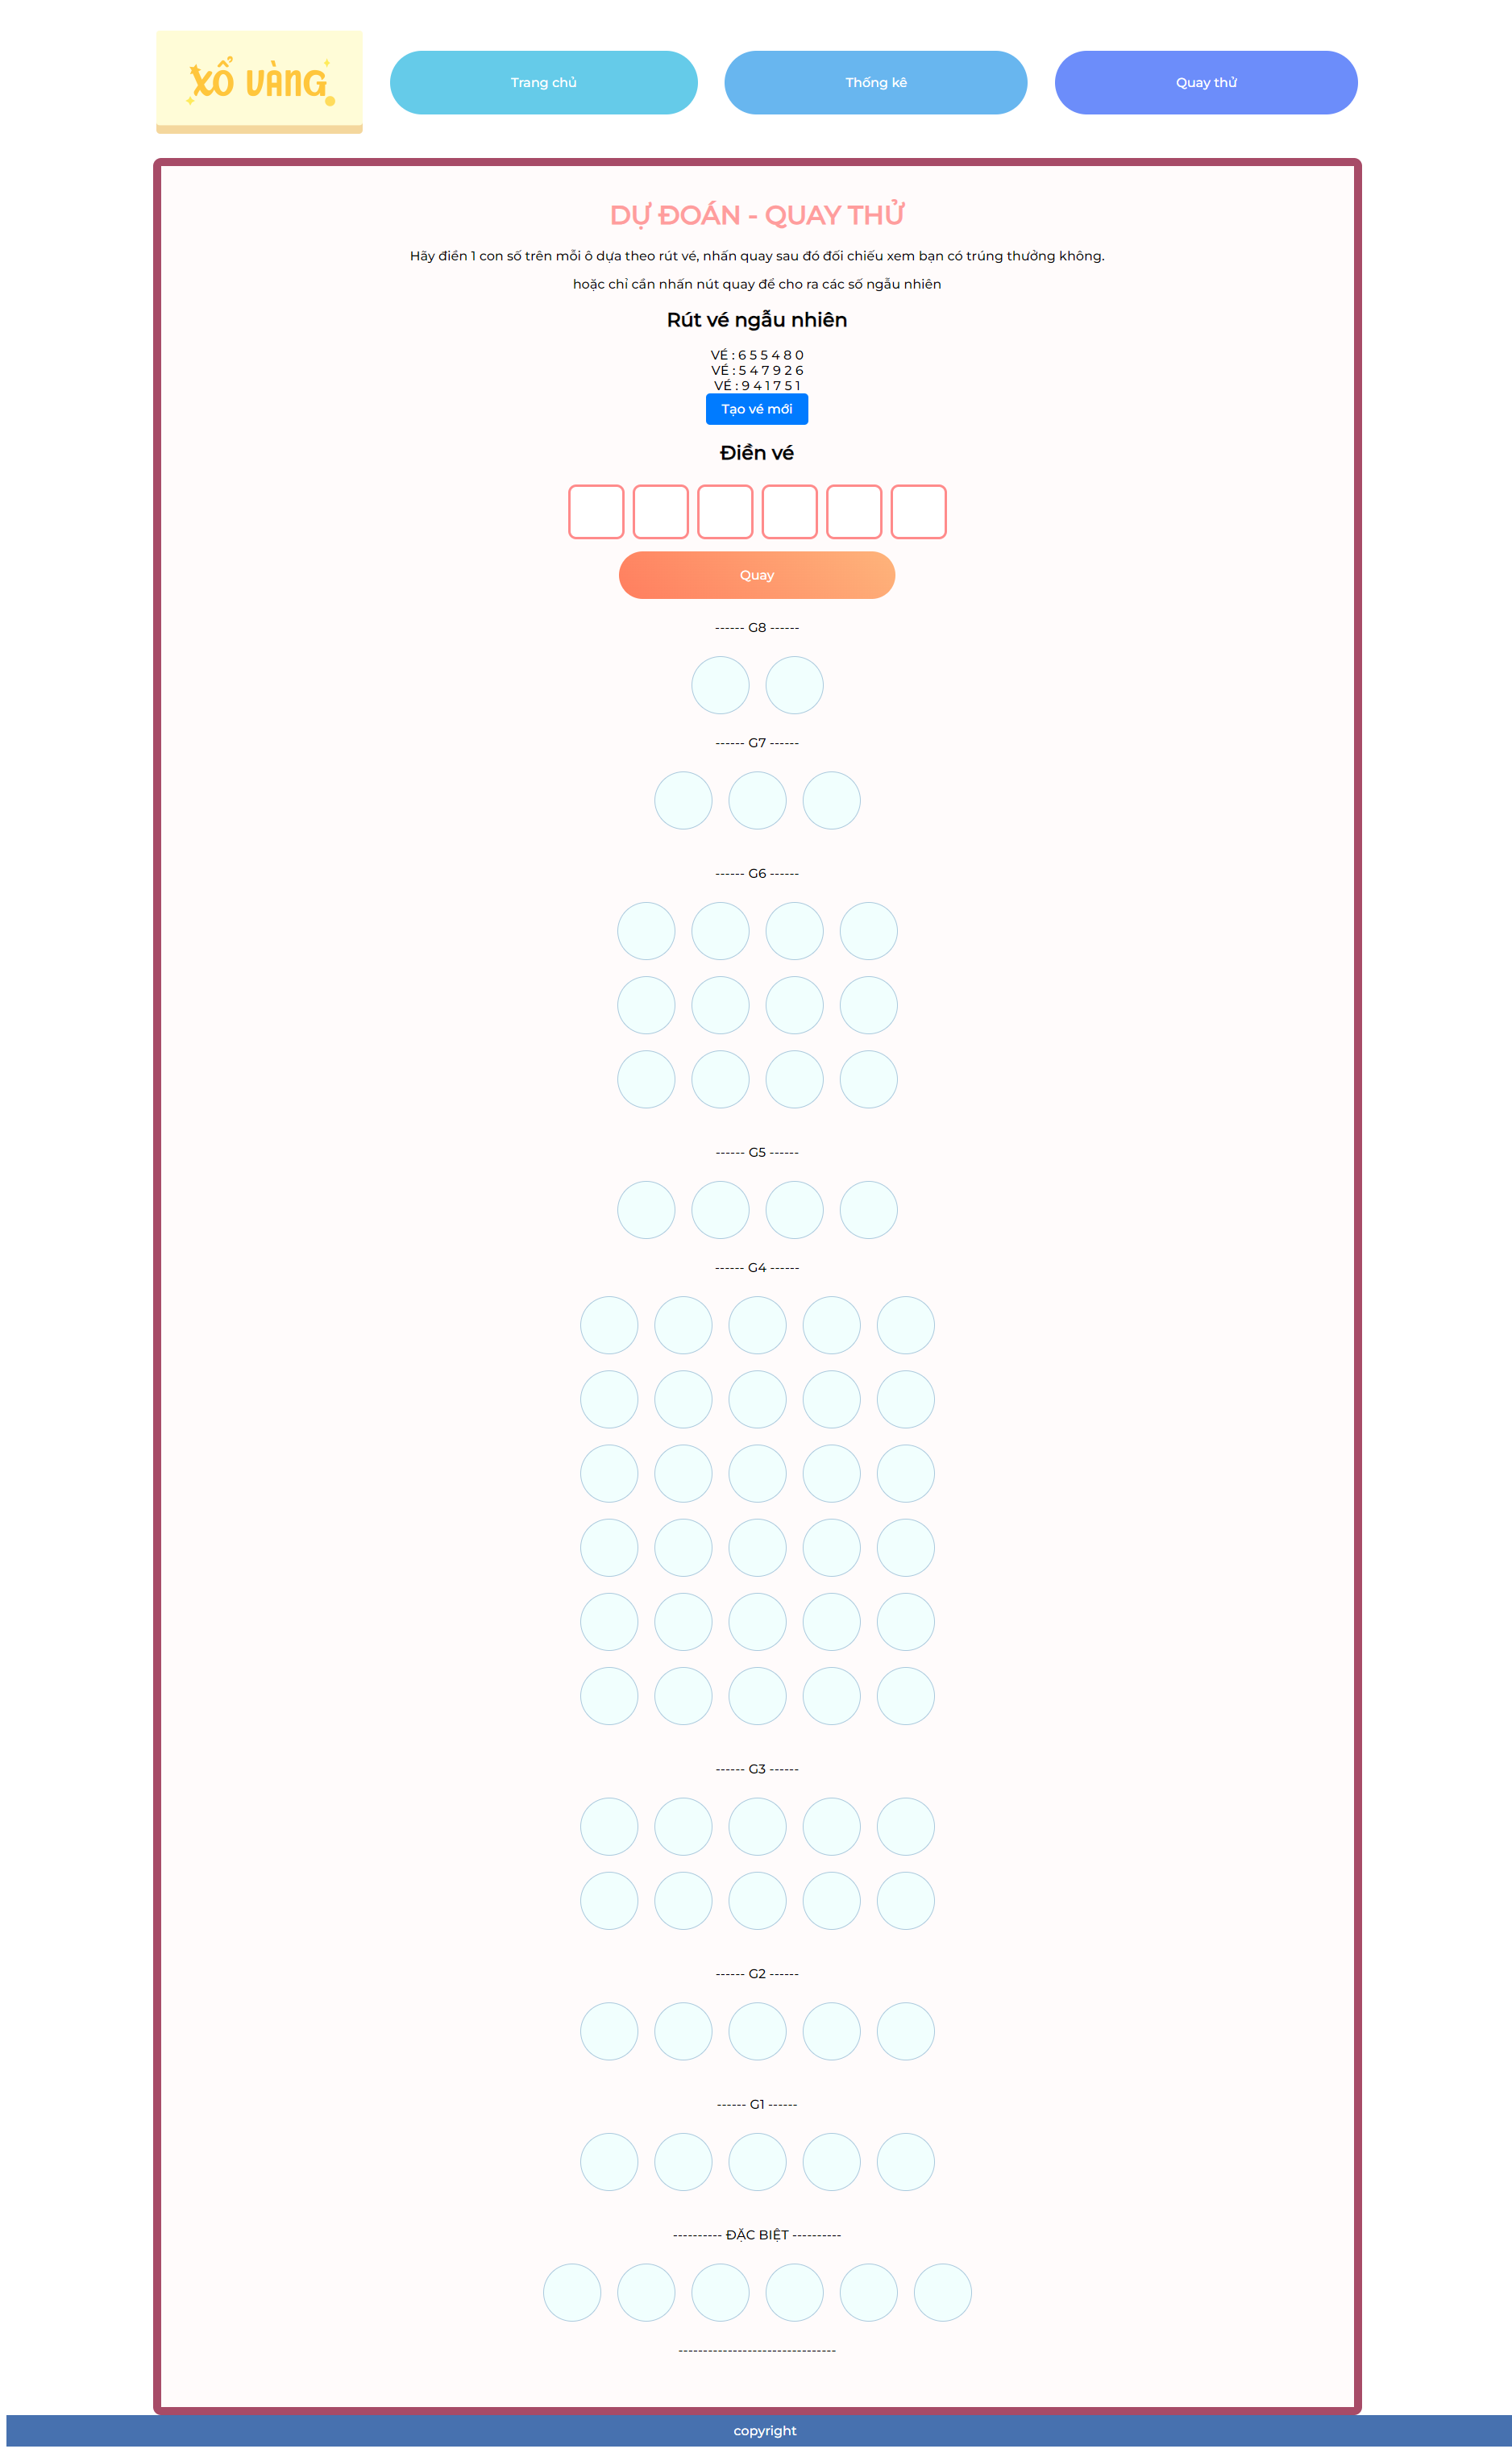 XỔ VÀNG
Trang chủ
Thống kê
Quay thử
DỰ ĐOÁN - QUAY THỬ
Hãy điền 1 con số trên mỗi ô dựa theo rút vé, nhấn quay sau đó đối chiếu xem bạn có trúng thưởng không.
hoặc chỉ cần nhấn nút quay để cho ra các số ngẫu nhiên
Rút vé ngẫu nhiên
VÉ : 6 5 5 4 8 0
VÉ : 5 4 7 9 2 6
VÉ : 9 4 1 7 5 1
Tạo vé mới
Điền vé
Quay
------ G8 ------
------ G7 ------
------ G6 ------
------ G5 ------
------ G4 ------
------ G3 ------
------ G2 ------
------ G1 ------
---------- ĐẶC BIỆT ----------
--------------------------------
copyright